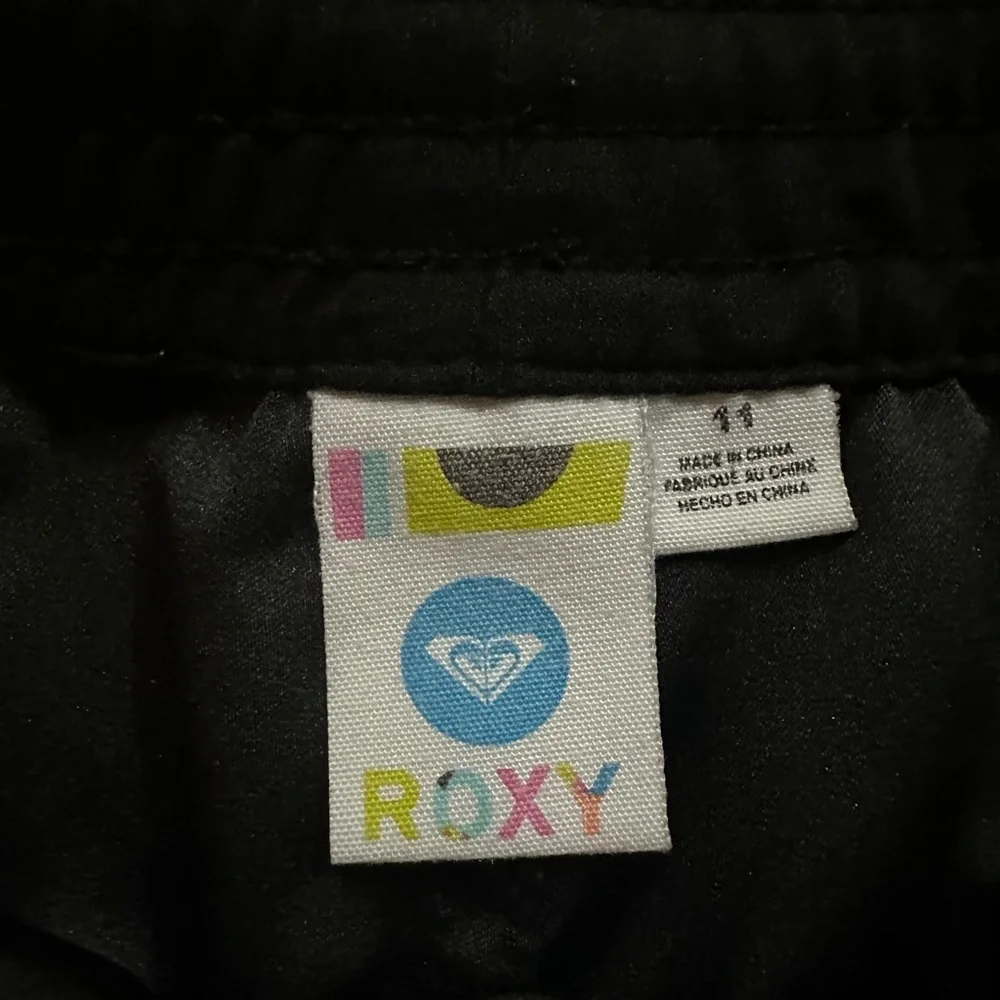 11
MADE IN CHINA
FABRIQUÉ AU CHINE
HECHO EN CHINA
ROXY